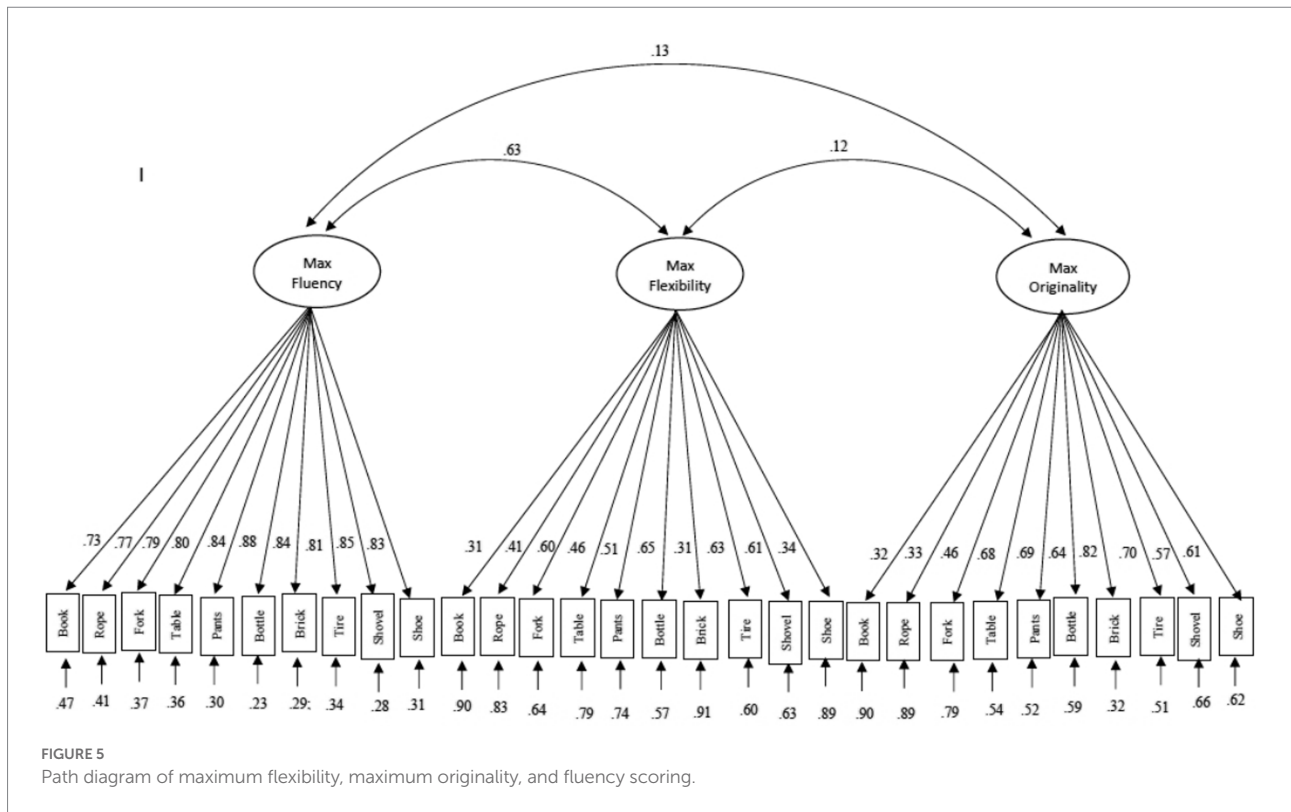 .13
.63
.12
I
Max
Fluency
Max
Flexibility
Max
Originality
.73 .77 .79 .80 .84 .88 .84 .81 .85 .83 .31 .41 .60 .46 .51 .65 .31 .63 .61 .34 .32 .33 .46 .68 .69 .64 .82 .70 .57 .61
Book Rope Fork Table Pants Bottle Brick Tire Shovel Shoe Book Rope Fork Table Pants Bottle Brick Tire Shovel Shoe Book Rope Fork Table Pants Bottle Brick Tire Shovel Shoe
.47 .41 .37 .36 .30 .23 .29: .34 .28 .31 .90 .83 .64 .79 .74 .57 .91 .60 .63 .89 .90 .89 .79 .54 .52 .59 .32 .51 .66 .62
FIGURE 5
Path diagram of maximum flexibility, maximum originality, and fluency scoring.